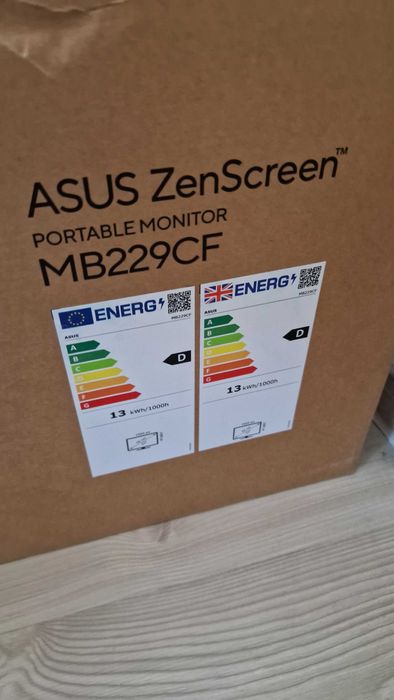 ASUS ZenScreen™
PORTABLE MONITOR
MB229CF
ENERG
ASUS
MB229CF
A
B
C
D
E
F
G
D
13 kWh/1000h
ENERG
ASUS
MB229CF
A
B
C
D
E
F
G
D
13 kWh/1000h